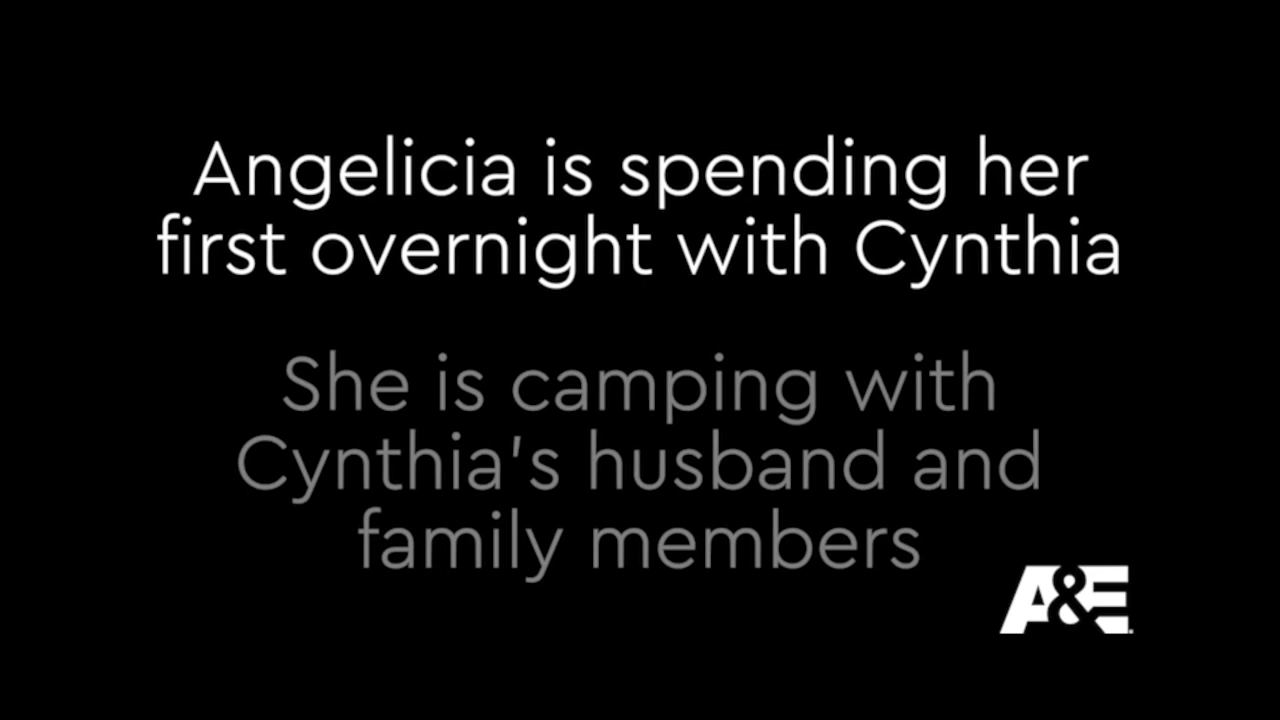 Angelicia is spending her
first overnight with Cynthia
She is camping with
Cynthia's husband and
family members
A&E